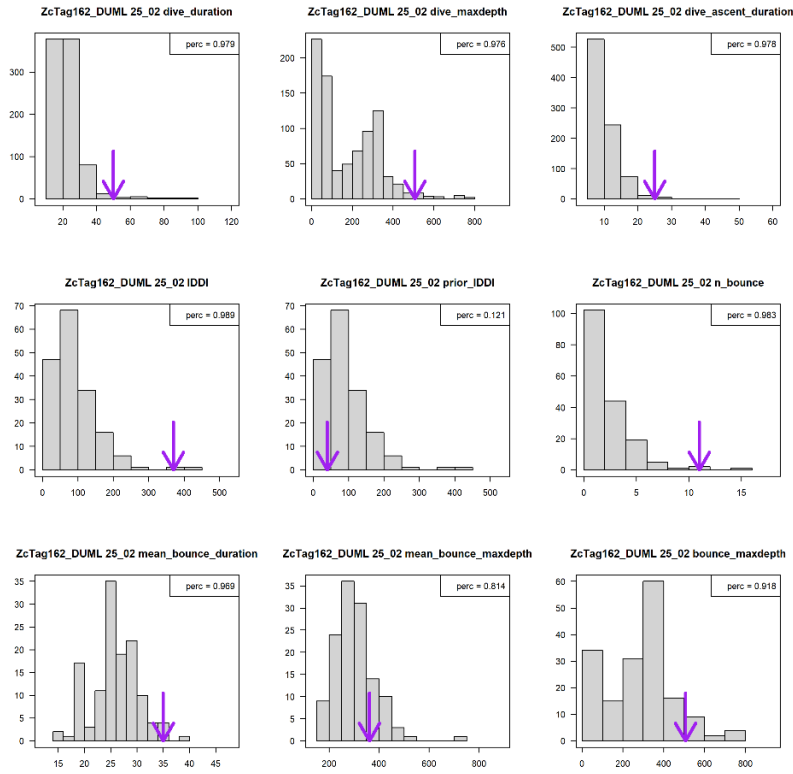 ZcTag162_DUML 25_02 dive_duration
perc = 0.979
300
200
100
0
20 40 60 80 100 120
ZcTag162_DUML 25_02 dive_maxdepth
perc = 0.976
200
150
100
50
0
0 200 400 600 800
ZcTag162_DUML 25_02 dive_ascent_duration
perc = 0.978
500
400
300
200
100
0
10 20 30 40 50 60
ZcTag162_DUML 25_02 IDDI
perc = 0.989
70
60
50
40
30
20
10
0
0 100 200 300 400 500
ZcTag162_DUML 25_02 prior_IDDI
perc = 0.121
70
60
50
40
30
20
10
0
0 100 200 300 400 500
ZcTag162_DUML 25_02 n_bounce
perc = 0.983
100
80
60
40
20
0
0 5 10 15
ZcTag162_DUML 25_02 mean_bounce_duration
perc = 0.969
35
30
25
20
15
10
5
0
15 20 25 30 35 40 45
ZcTag162_DUML 25_02 mean_bounce_maxdepth
perc = 0.814
35
30
25
20
15
10
5
0
200 400 600 800
ZcTag162_DUML 25_02 bounce_maxdepth
perc = 0.918
60
50
40
30
20
10
0
0 200 400 600 800